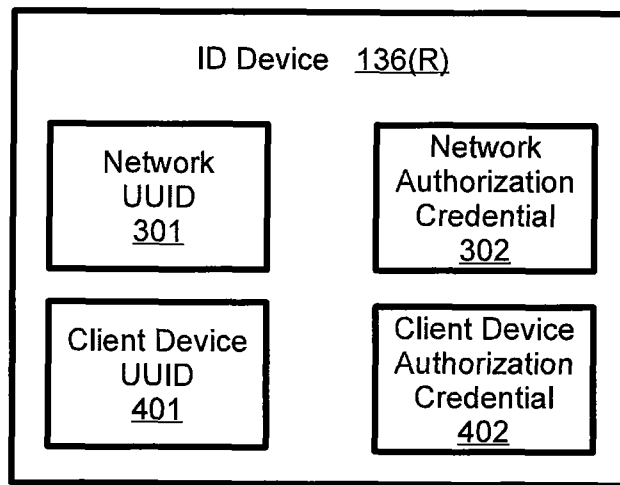 ID Device 136(R)
Network
UUID
301
Network
Authorization
Credential
302
Client Device
UUID
401
Client Device
Authorization
Credential
402